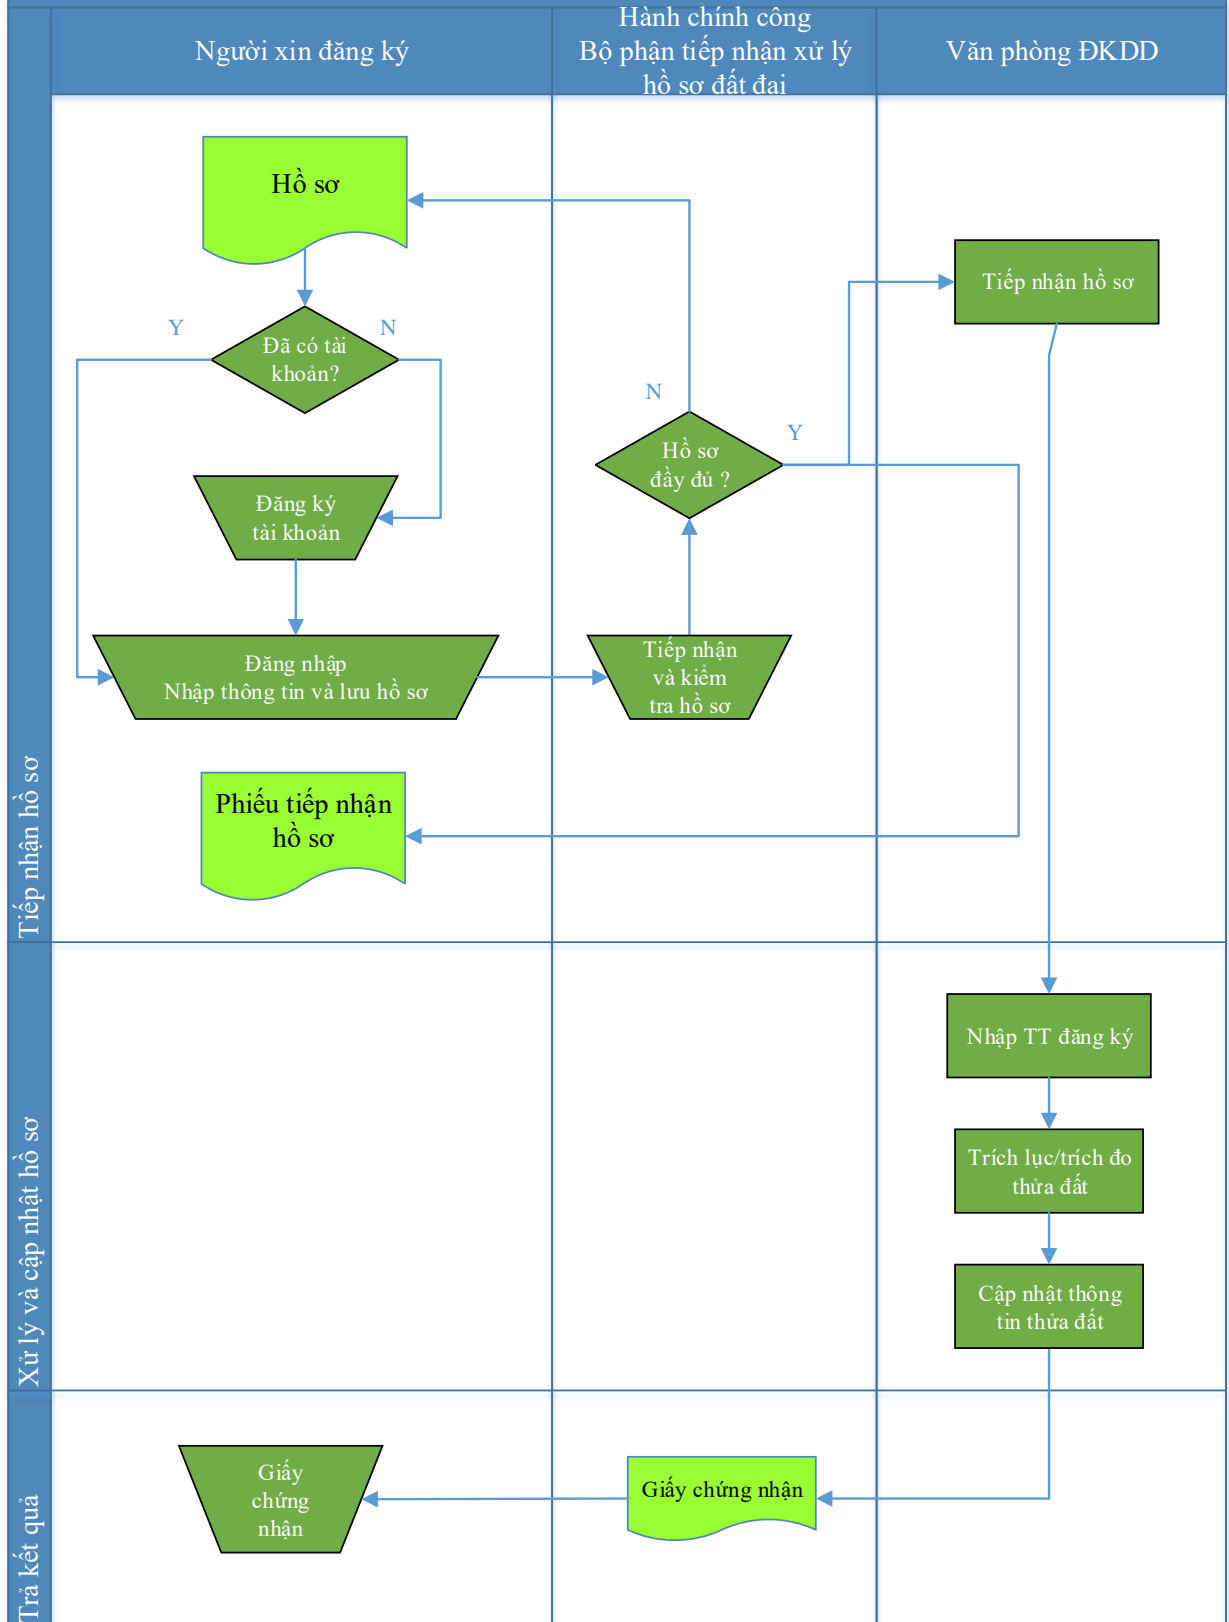 Người xin đăng ký
Hành chính công
Bộ phận tiếp nhận xử lý
hồ sơ đất đai
Văn phòng ĐKDD
Tiếp nhận hồ sơ
Hồ sơ
Y
N
Đã có tài
khoản?
Đăng ký
tài khoản
Đăng nhập
Nhập thông tin và lưu hồ sơ
Phiếu tiếp nhận
hồ sơ
N
Y
Hồ sơ
đầy đủ ?
Tiếp nhận
và kiểm
tra hồ sơ
Tiếp nhận hồ sơ
Xử lý và cập nhật hồ sơ
Nhập TT đăng ký
Trích lục/trích đo
thửa đất
Cập nhật thông
tin thửa đất
Trả kết quả
Giấy
chứng
nhận
Giấy chứng nhận